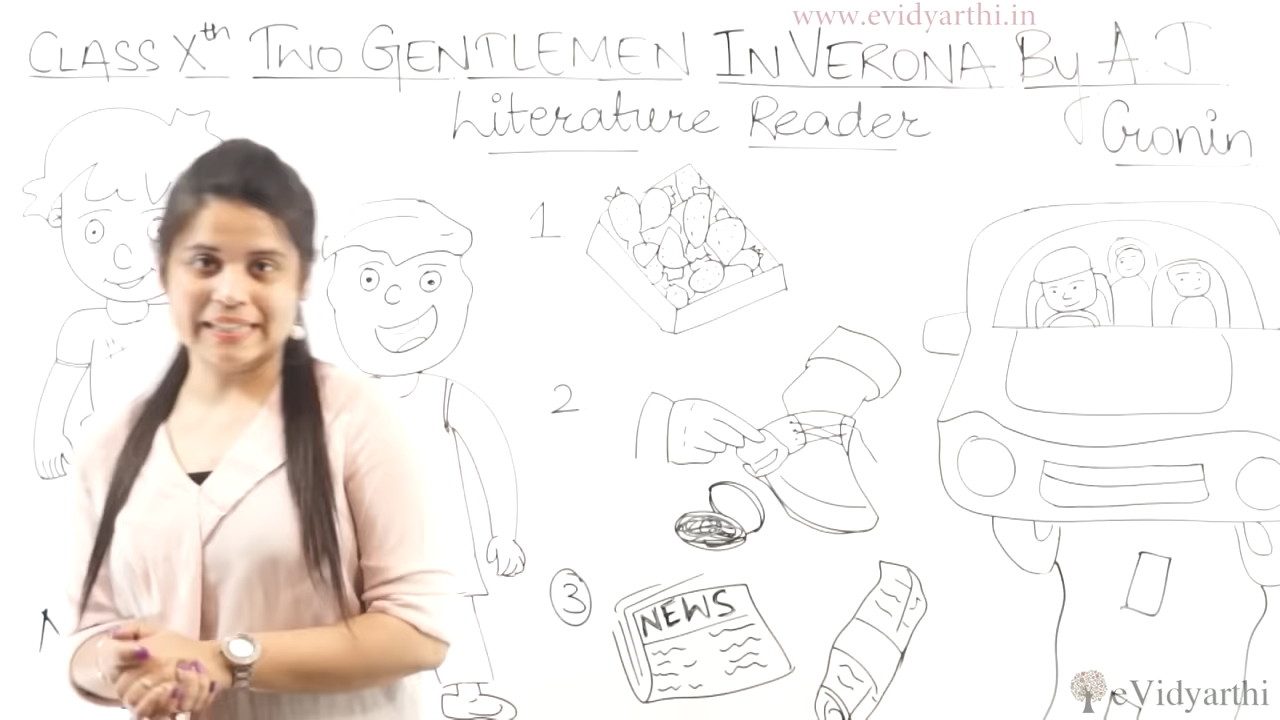 www.evidyarthi.in
CLASS Xth TWO GENTLEMEN IN VERONA By A.J
Cronin
Literature Reader
1
2
3
NEWS
eVidyarthi